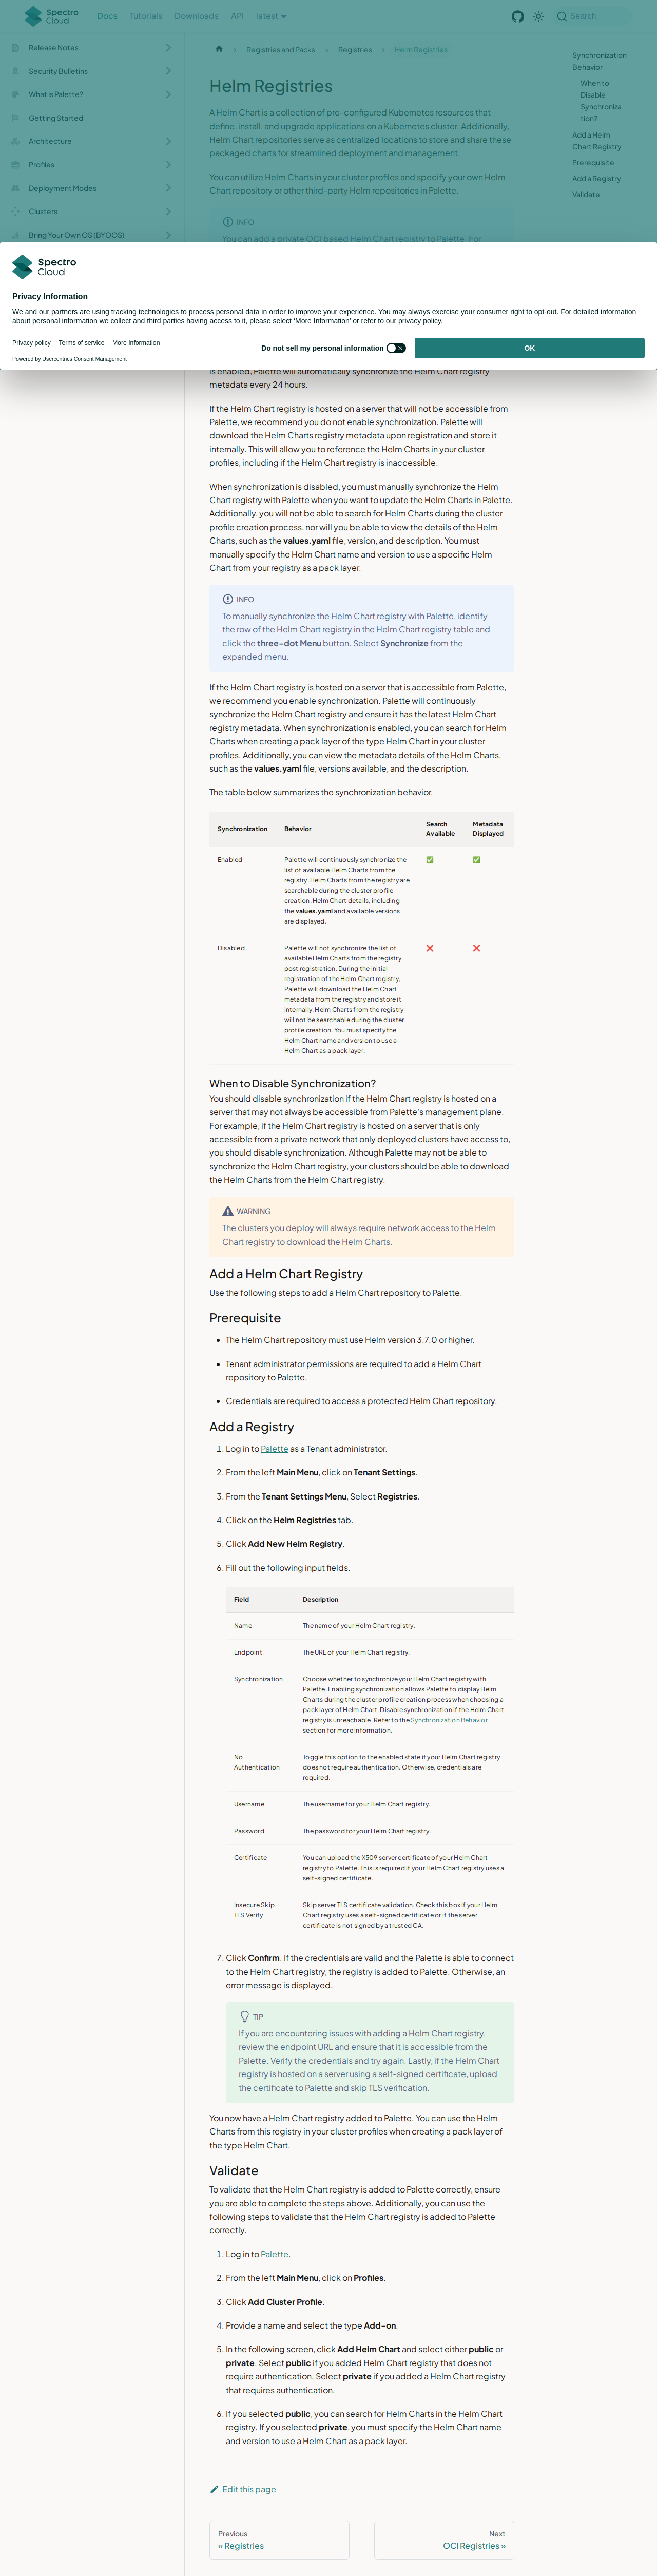 Spectro Cloud
Docs
Tutorials
Downloads
API
latest
Search
Release Notes
Security Bulletins
What is Palette?
Getting Started
Architecture
Profiles
Deployment Modes
Clusters
Bring Your Own OS (BYOOS)
Registries and Packs
Registries
Helm Registries
Synchronization
Behavior
When to
Disable
Synchroniza
tion?
Add a Helm
Chart Registry
Prerequisite
Add a Registry
Validate
Helm Registries
A Helm Chart is a collection of pre-configured Kubernetes resources that
define, install, and upgrade applications on a Kubernetes cluster. Additionally,
Helm Chart repositories serve as centralized locations to store and share these
packaged charts for streamlined deployment and management.
You can utilize Helm Charts in your cluster profiles and specify your own Helm
Chart repository or other third-party Helm repositories in Palette.
INFO
You can add a private OCI based Helm Chart registry to Palette. For
Spectro
Cloud
Privacy Information
We and our partners are using tracking technologies to process personal data in order to improve your experience. You may always exercise your consumer right to opt-out. For detailed information
about personal information we collect and third parties having access to it, please select 'More Information' or refer to our privacy policy.
Privacy policy
Terms of service
More Information
Powered by Usercentrics Consent Management
Do not sell my personal information
OK
is enabled, Palette will automatically synchronize the Helm Chart registry
metadata every 24 hours.
If the Helm Chart registry is hosted on a server that will not be accessible from
Palette, we recommend you do not enable synchronization. Palette will
download the Helm Charts registry metadata upon registration and store it
internally. This will allow you to reference the Helm Charts in your cluster
profiles, including if the Helm Chart registry is inaccessible.
When synchronization is disabled, you must manually synchronize the Helm
Chart registry with Palette when you want to update the Helm Charts in Palette.
Additionally, you will not be able to search for Helm Charts during the cluster
profile creation process, nor will you be able to view the details of the Helm
Charts, such as the values.yaml file, version, and description. You must
manually specify the Helm Chart name and version to use a specific Helm
Chart from your registry as a pack layer.
INFO
To manually synchronize the Helm Chart registry with Palette, identify
the row of the Helm Chart registry in the Helm Chart registry table and
click the three-dot Menu button. Select Synchronize from the
expanded menu.
If the Helm Chart registry is hosted on a server that is accessible from Palette,
we recommend you enable synchronization. Palette will continuously
synchronize the Helm Chart registry and ensure it has the latest Helm Chart
registry metadata. When synchronization is enabled, you can search for Helm
Charts when creating a pack layer of the type Helm Chart in your cluster
profiles. Additionally, you can view the metadata details of the Helm Charts,
such as the values.yaml file, versions available, and the description.
The table below summarizes the synchronization behavior.
Synchronization
Behavior
Search
Available
Metadata
Displayed
Enabled
Palette will continuously synchronize the
list of available Helm Charts from the
registry. Helm Charts from the registry are
searchable during the cluster profile
creation. Helm Chart details, including
the values.yaml and available versions
are displayed.
✅
✅
Disabled
Palette will not synchronize the list of
available Helm Charts from the registry
post registration. During the initial
registration of the Helm Chart registry,
Palette will download the Helm Chart
metadata from the registry and store it
internally. Helm Charts from the registry
will not be searchable during the cluster
profile creation. You must specify the
Helm Chart name and version to use a
Helm Chart as a pack layer.
❌
❌
When to Disable Synchronization?
You should disable synchronization if the Helm Chart registry is hosted on a
server that may not always be accessible from Palette's management plane.
For example, if the Helm Chart registry is hosted on a server that is only
accessible from a private network that only deployed clusters have access to,
you should disable synchronization. Although Palette may not be able to
synchronize the Helm Chart registry, your clusters should be able to download
the Helm Charts from the Helm Chart registry.
WARNING
The clusters you deploy will always require network access to the Helm
Chart registry to download the Helm Charts.
Add a Helm Chart Registry
Use the following steps to add a Helm Chart repository to Palette.
Prerequisite
• The Helm Chart repository must use Helm version 3.7.0 or higher.
• Tenant administrator permissions are required to add a Helm Chart
repository to Palette.
• Credentials are required to access a protected Helm Chart repository.
Add a Registry
1. Log in to Palette as a Tenant administrator.
2. From the left Main Menu, click on Tenant Settings.
3. From the Tenant Settings Menu, Select Registries.
4. Click on the Helm Registries tab.
5. Click Add New Helm Registry.
6. Fill out the following input fields.
Field
Description
Name
The name of your Helm Chart registry.
Endpoint
The URL of your Helm Chart registry.
Synchronization
Choose whether to synchronize your Helm Chart registry with
Palette. Enabling synchronization allows Palette to display Helm
Charts during the cluster profile creation process when choosing a
pack layer of Helm Chart. Disable synchronization if the Helm Chart
registry is unreachable. Refer to the Synchronization Behavior
section for more information.
No
Authentication
Toggle this option to the enabled state if your Helm Chart registry
does not require authentication. Otherwise, credentials are
required.
Username
The username for your Helm Chart registry.
Password
The password for your Helm Chart registry.
Certificate
You can upload the X509 server certificate of your Helm Chart
registry to Palette. This is required if your Helm Chart registry uses a
self-signed certificate.
Insecure Skip
TLS Verify
Skip server TLS certificate validation. Check this box if your Helm
Chart registry uses a self-signed certificate or if the server
certificate is not signed by a trusted CA.
7. Click Confirm. If the credentials are valid and the Palette is able to connect
to the Helm Chart registry, the registry is added to Palette. Otherwise, an
error message is displayed.
TIP
If you are encountering issues with adding a Helm Chart registry,
review the endpoint URL and ensure that it is accessible from the
Palette. Verify the credentials and try again. Lastly, if the Helm Chart
registry is hosted on a server using a self-signed certificate, upload
the certificate to Palette and skip TLS verification.
You now have a Helm Chart registry added to Palette. You can use the Helm
Charts from this registry in your cluster profiles when creating a pack layer of
the type Helm Chart.
Validate
To validate that the Helm Chart registry is added to Palette correctly, ensure
you are able to complete the steps above. Additionally, you can use the
following steps to validate that the Helm Chart registry is added to Palette
correctly.
1. Log in to Palette.
2. From the left Main Menu, click on Profiles.
3. Click Add Cluster Profile.
4. Provide a name and select the type Add-on.
5. In the following screen, click Add Helm Chart and select either public or
private. Select public if you added Helm Chart registry that does not
require authentication. Select private if you added a Helm Chart registry
that requires authentication.
6. If you selected public, you can search for Helm Charts in the Helm Chart
registry. If you selected private, you must specify the Helm Chart name
and version to use a Helm Chart as a pack layer.
Edit this page
Previous
« Registries
Next
OCI Registries »